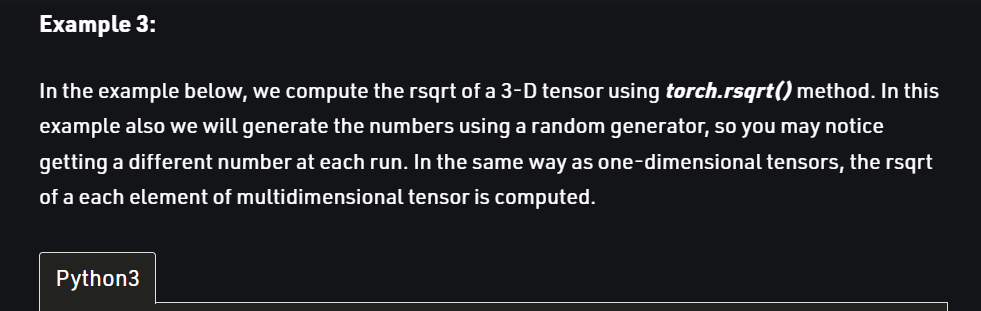 Example 3:
In the example below, we compute the rsqrt of a 3-D tensor using torch.rsqrt() method. In this
example also we will generate the numbers using a random generator, so you may notice
getting a different number at each run. In the same way as one-dimensional tensors, the rsqrt
of a each element of multidimensional tensor is computed.
Python3